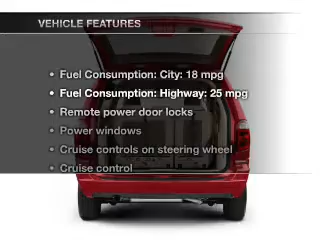 VEHICLE FEATURES
• Fuel Consumption: City: 18 mpg
• Fuel Consumption: Highway: 25 mpg
• Remote power door locks
• Power windows
• Cruise controls on steering wheel
• Cruise control